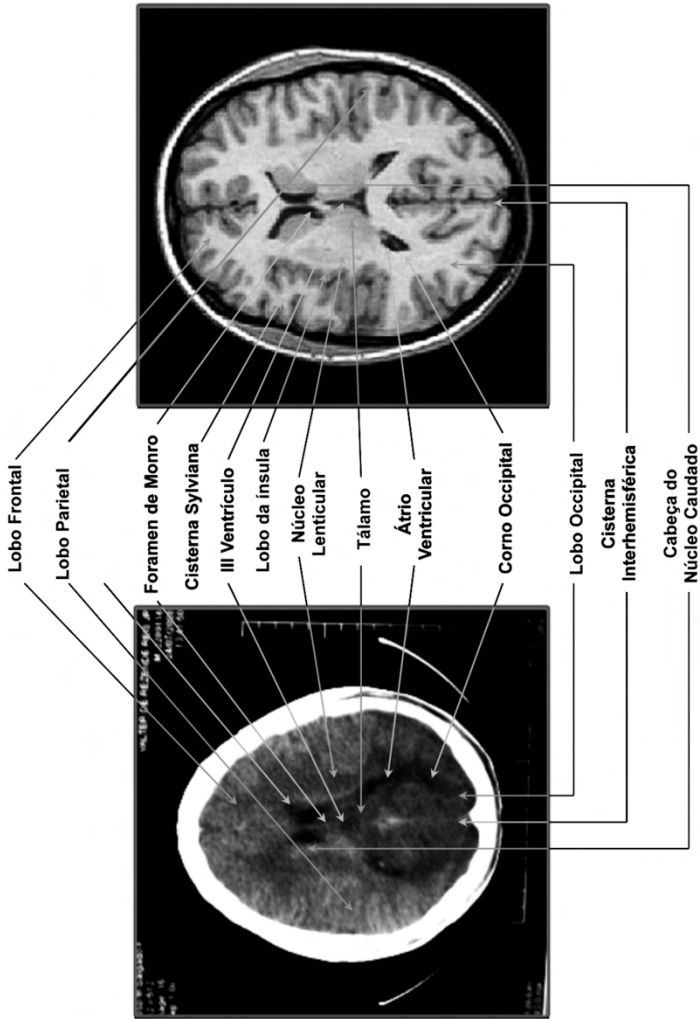 Lobo Frontal
Lobo Parietal
Foramen de Monro
Cisterna Sylviana
III Ventrículo
Lobo da ínsula
Núcleo
Lenticular
Tálamo
Átrio
Ventricular
Corno Occipital
Lobo Occipital
Cisterna
Interhemisférica
Cabeça do
Núcleo Caudado